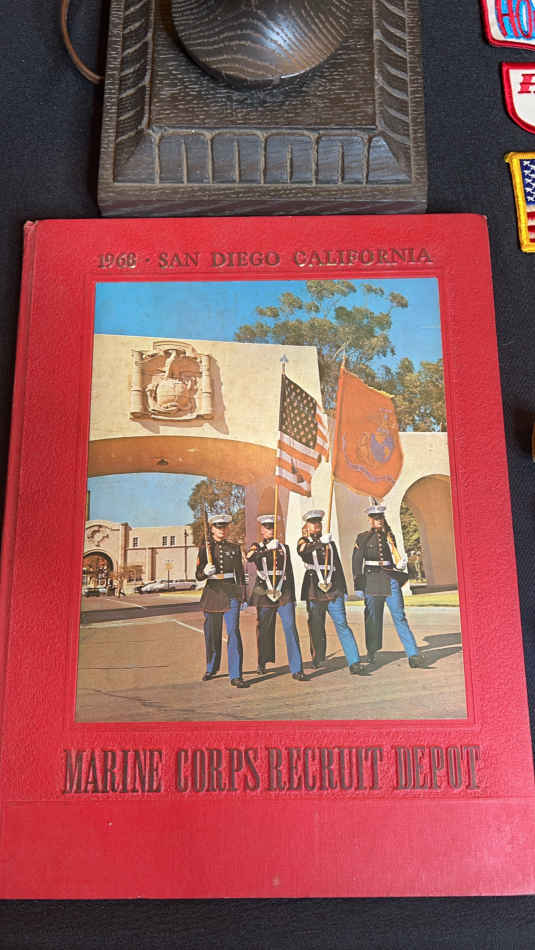 1968 · SAN DIEGO CALIFORNIA
MARINE CORPS RECRUIT DEPOT